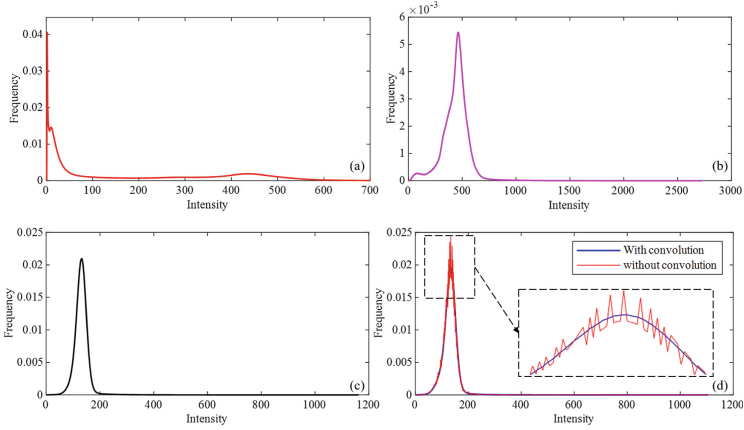 0.04
0.03
0.02
0.01
0
Frequency
0 100 200 300 400 500 600 700
Intensity
(a)
×10⁻³
6
5
4
3
2
1
0
Frequency
0 500 1000 1500 2000 2500 3000
Intensity
(b)
0.025
0.02
0.015
0.01
0.005
0
Frequency
0 200 400 600 800 1000 1200
Intensity
(c)
0.025
0.02
0.015
0.01
0.005
0
Frequency
0 200 400 600 800 1000 1200
Intensity
With convolution
without convolution
(d)